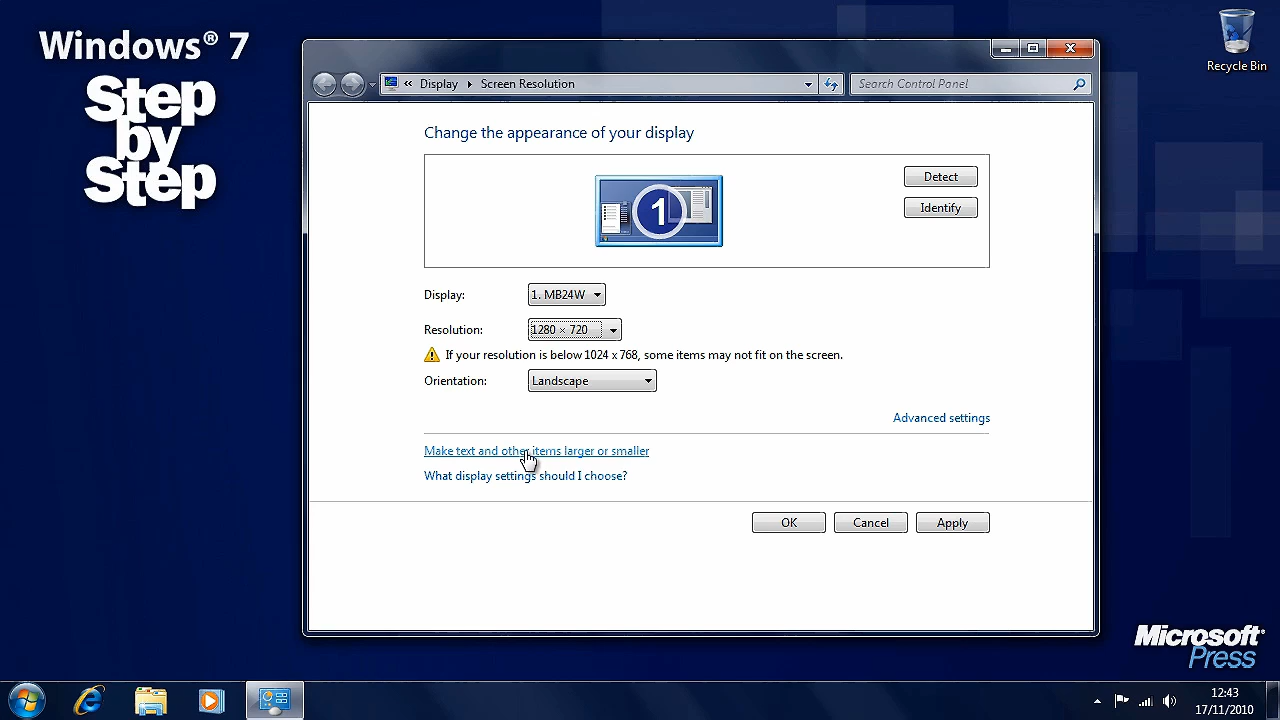 Windows® 7
Step
by
Step
Recycle Bin
« Display ▸ Screen Resolution
Search Control Panel
Change the appearance of your display
1
Detect
Identify
Display: 1. MB24W
Resolution: 1280 × 720
If your resolution is below 1024 x 768, some items may not fit on the screen.
Orientation: Landscape
Advanced settings
Make text and other items larger or smaller
What display settings should I choose?
OK Cancel Apply
Microsoft®
Press
12:43
17/11/2010